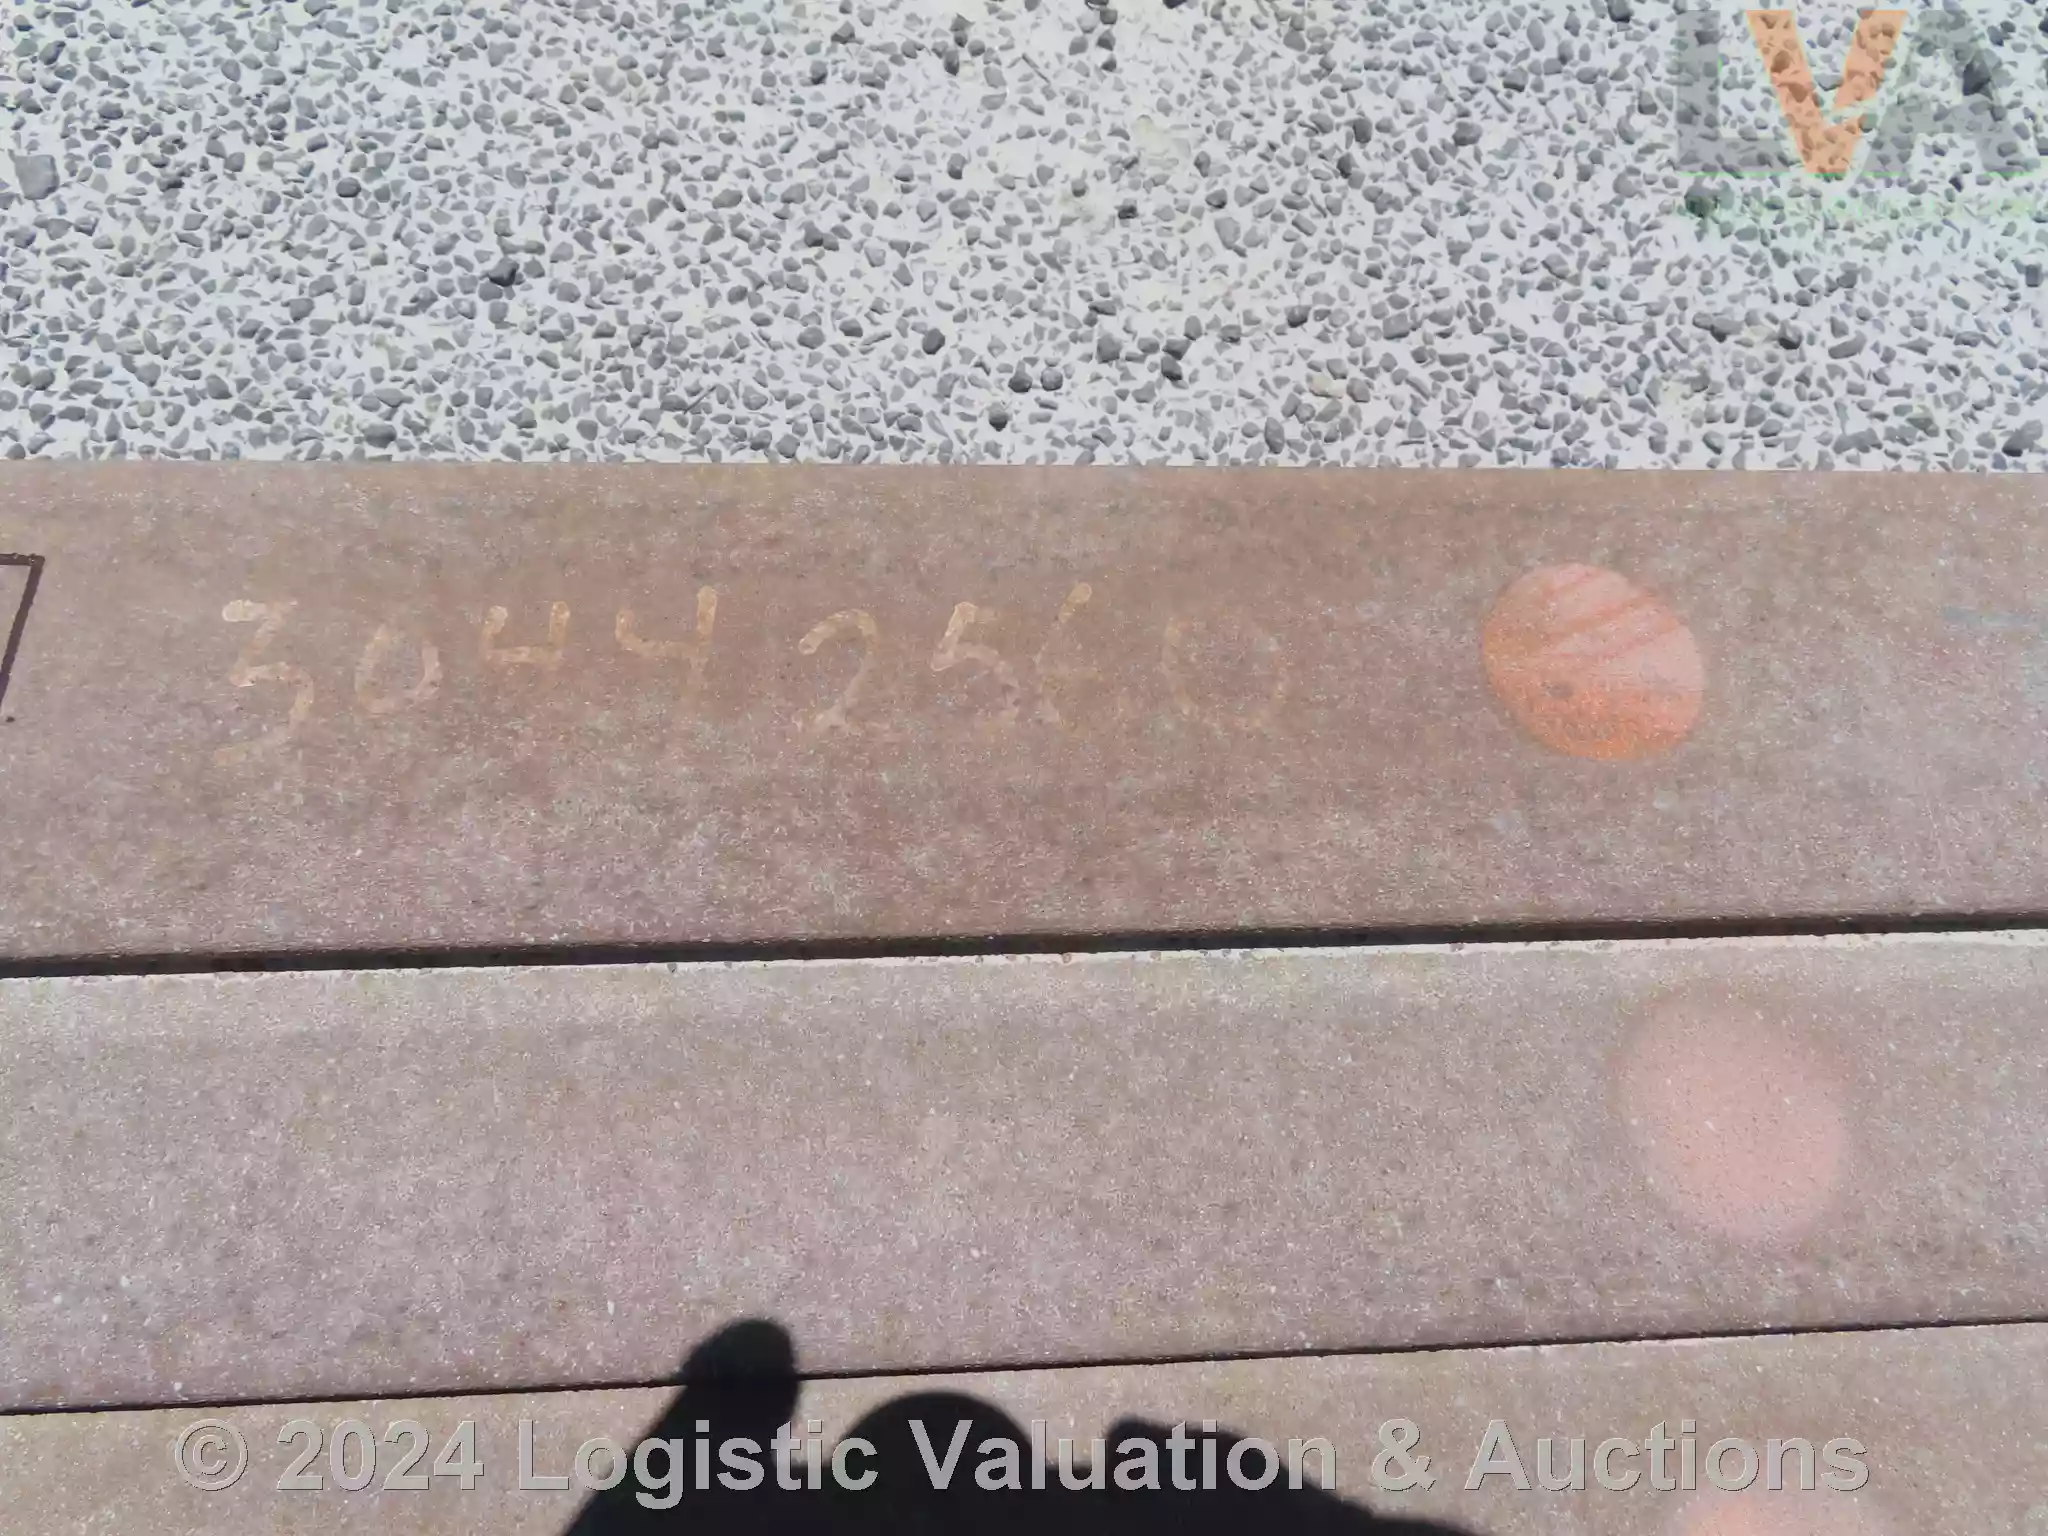 LVA
30442560
© 2024 Logistic Valuation & Auctions